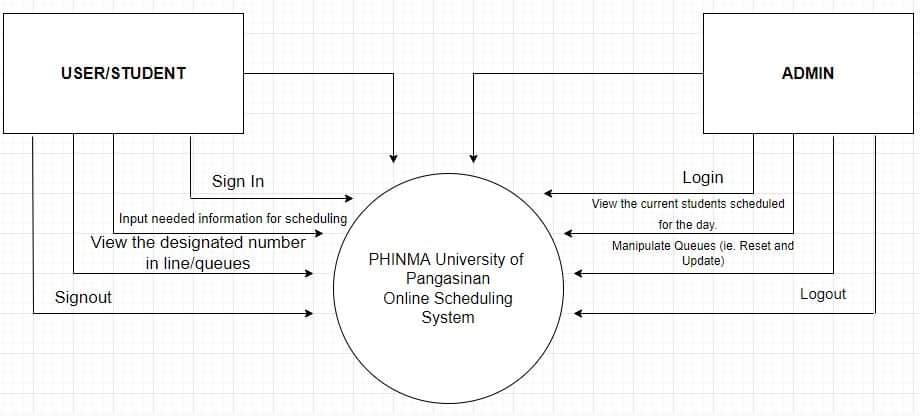 USER/STUDENT
ADMIN
Sign In
Input needed information for scheduling
View the designated number
in line/queues
Signout
PHINMA University of
Pangasinan
Online Scheduling
System
Login
View the current students scheduled
for the day.
Manipulate Queues (ie. Reset and
Update)
Logout